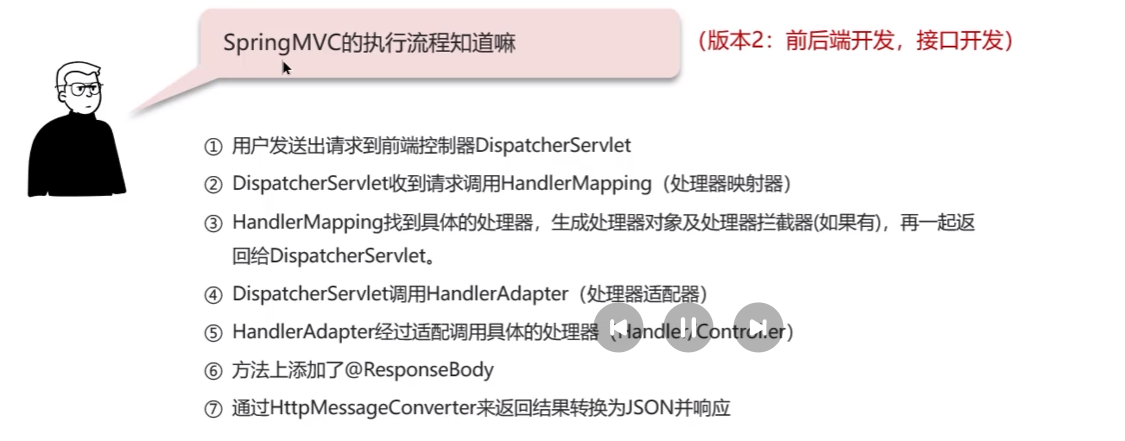 SpringMVC的执行流程知道嘛
（版本2：前后端开发，接口开发）
① 用户发送出请求到前端控制器DispatcherServlet
② DispatcherServlet收到请求调用HandlerMapping（处理器映射器）
③ HandlerMapping找到具体的处理器，生成处理器对象及处理器拦截器(如果有)，再一起返
回给DispatcherServlet。
④ DispatcherServlet调用HandlerAdapter（处理器适配器）
⑤ HandlerAdapter经过适配调用具体的处理器（Handler/Controller）
⑥ 方法上添加了@ResponseBody
⑦ 通过HttpMessageConverter来返回结果转换为JSON并响应